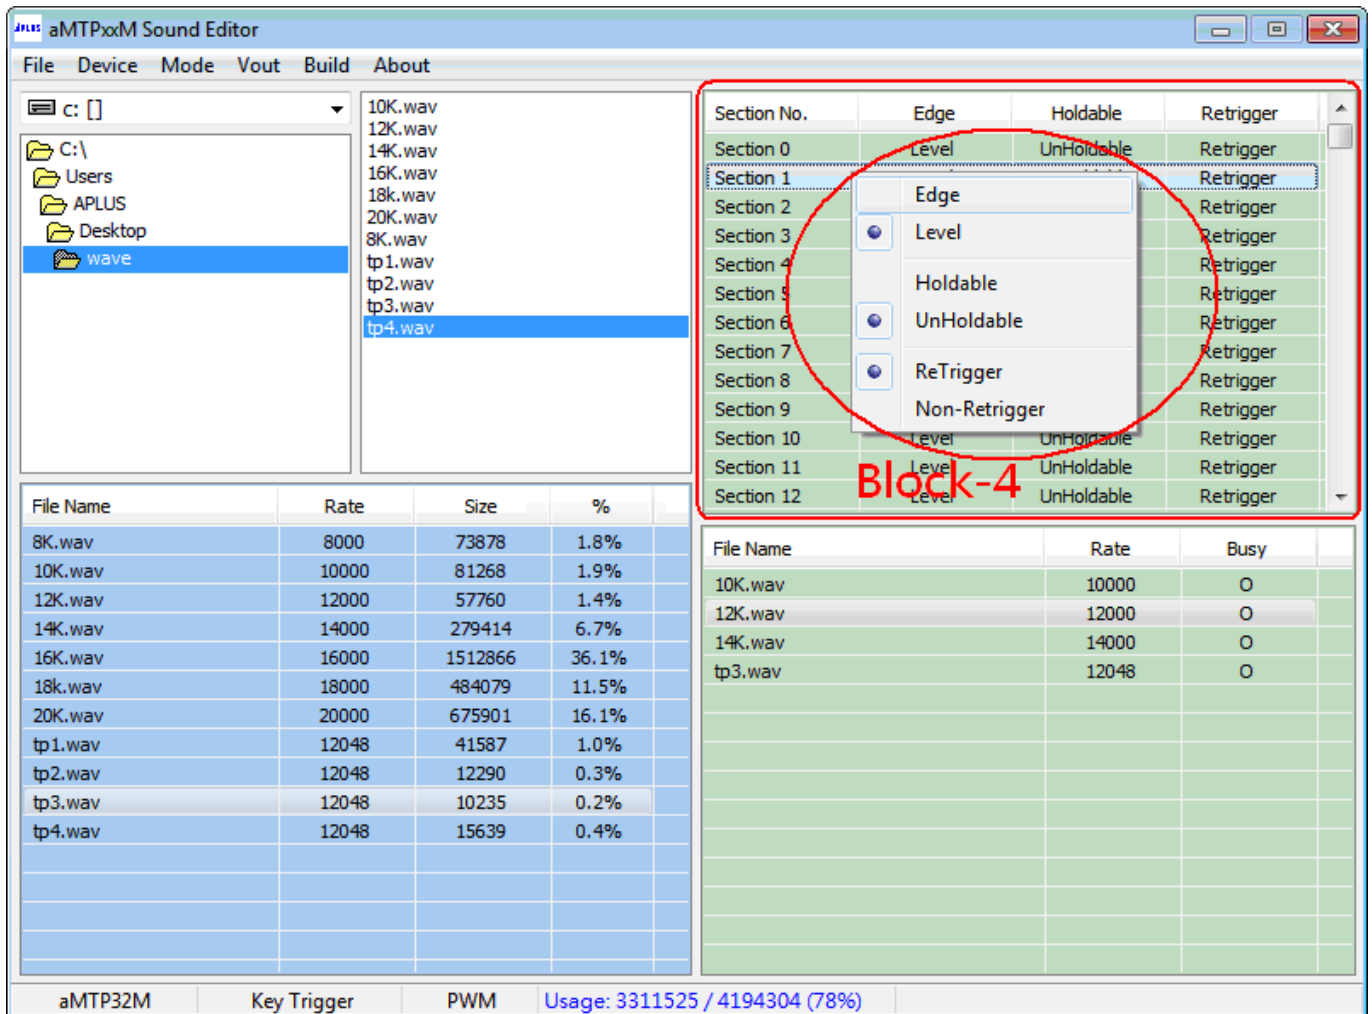 APLUS aMTPxxM Sound Editor
File Device Mode Vout Build About
c: []
C:\
Users
APLUS
Desktop
wave
10K.wav
12K.wav
14K.wav
16K.wav
18k.wav
20K.wav
8K.wav
tp1.wav
tp2.wav
tp3.wav
tp4.wav
Section No. Edge Holdable Retrigger
Section 0 Level UnHoldable Retrigger
Section 1 Retrigger
Section 2 Retrigger
Section 3 Retrigger
Section 4 Retrigger
Section 5 Retrigger
Section 6 Retrigger
Section 7 Retrigger
Section 8 Retrigger
Section 9 Retrigger
Section 10 Level UnHoldable Retrigger
Section 11 Level UnHoldable Retrigger
Section 12 Level UnHoldable Retrigger
Edge
Level
Holdable
UnHoldable
ReTrigger
Non-Retrigger
Block-4
File Name Rate Size %
8K.wav 8000 73878 1.8%
10K.wav 10000 81268 1.9%
12K.wav 12000 57760 1.4%
14K.wav 14000 279414 6.7%
16K.wav 16000 1512866 36.1%
18k.wav 18000 484079 11.5%
20K.wav 20000 675901 16.1%
tp1.wav 12048 41587 1.0%
tp2.wav 12048 12290 0.3%
tp3.wav 12048 10235 0.2%
tp4.wav 12048 15639 0.4%
File Name Rate Busy
10K.wav 10000 O
12K.wav 12000 O
14K.wav 14000 O
tp3.wav 12048 O
aMTP32M Key Trigger PWM Usage: 3311525 / 4194304 (78%)